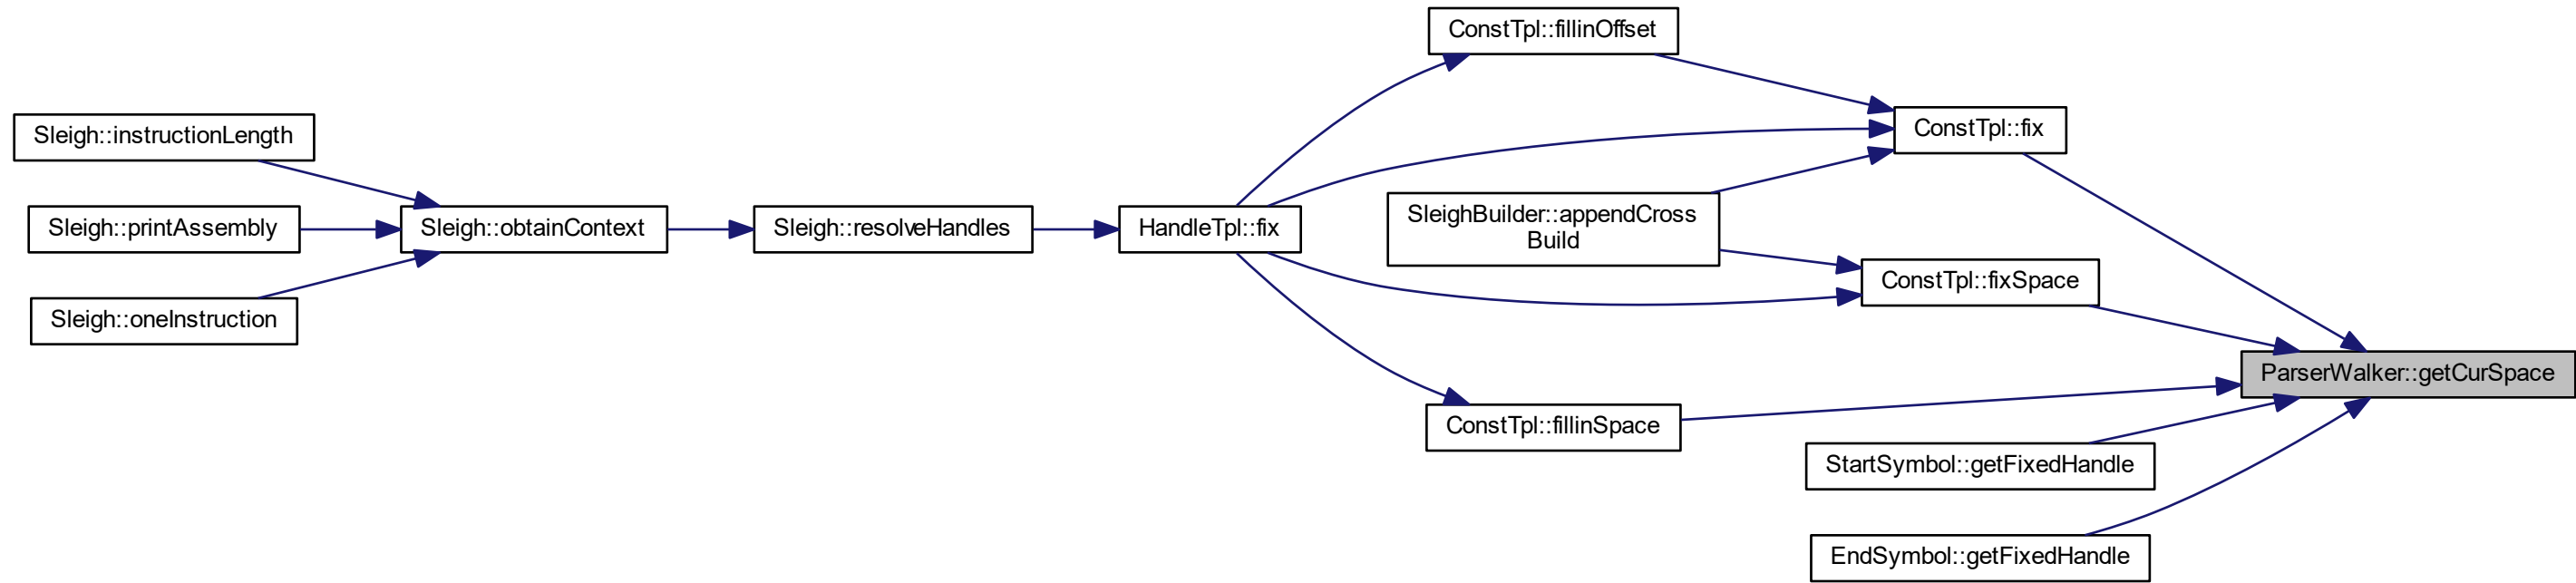 ConstTpl::fillinOffset
Sleigh::instructionLength
ConstTpl::fix
Sleigh::printAssembly
Sleigh::obtainContext
Sleigh::resolveHandles
HandleTpl::fix
SleighBuilder::appendCross
Build
ConstTpl::fixSpace
Sleigh::oneInstruction
ParserWalker::getCurSpace
ConstTpl::fillinSpace
StartSymbol::getFixedHandle
EndSymbol::getFixedHandle